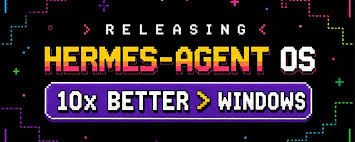 > RELEASING <
HERMES-AGENT OS
10x BETTER > WINDOWS